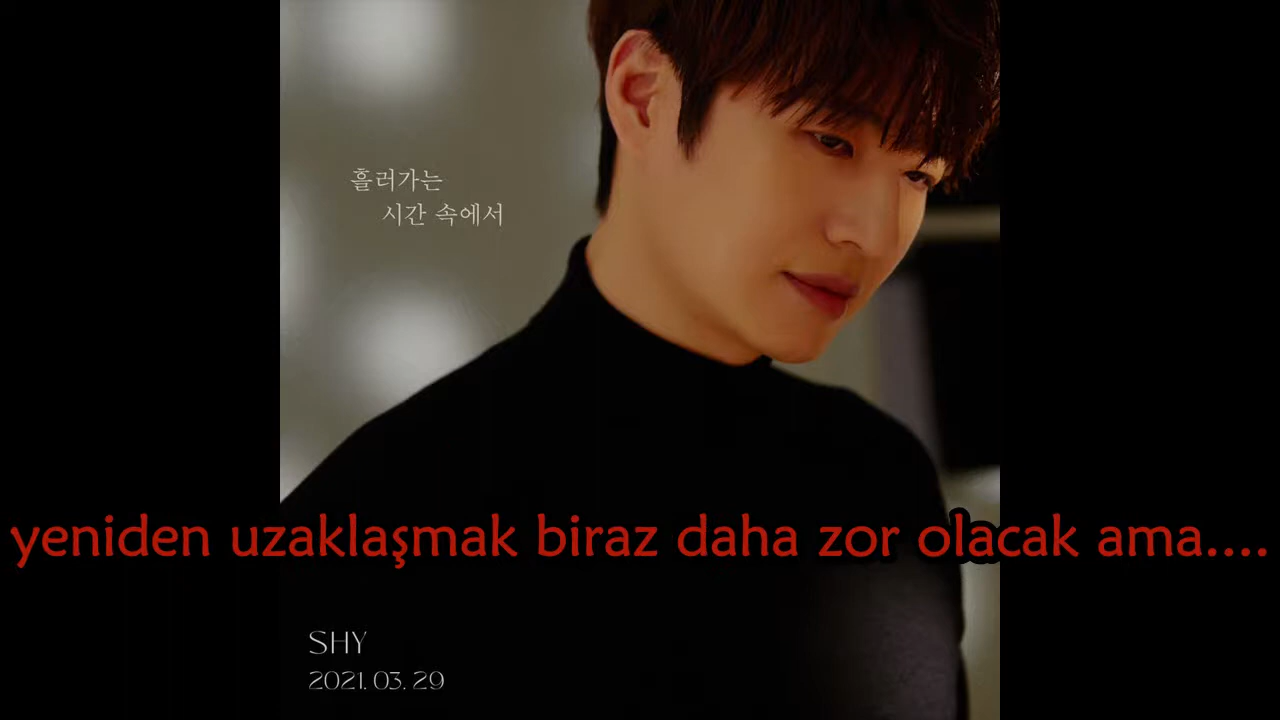 흘러가는
시간 속에서
yeniden uzaklaşmak biraz daha zor olacak ama....
SHY
2021. 03. 29